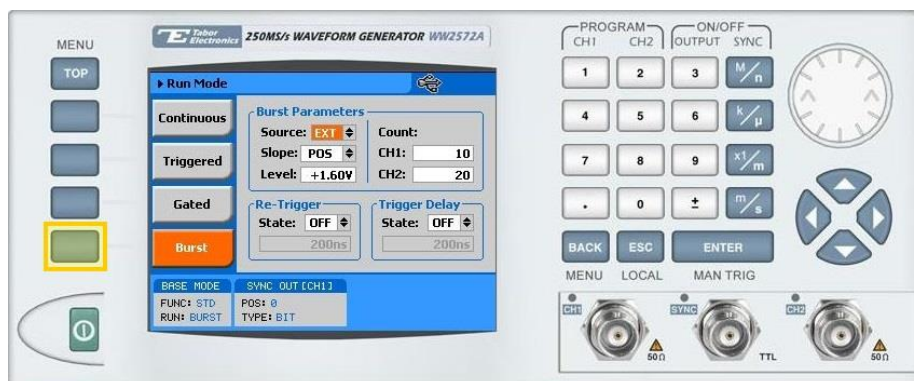 MENU
TOP
Tabor Electronics 250MS/s WAVEFORM GENERATOR WW2572A
Run Mode
Continuous
Triggered
Gated
Burst
Burst Parameters
Source: EXT
Slope: POS
Level: +1.60V
Count:
CH1: 10
CH2: 20
Re-Trigger
State: OFF
200ns
Trigger Delay
State: OFF
200ns
BASE MODE
FUNC: STD
RUN: BURST
SYNC OUT [CH1]
POS: 0
TYPE: BIT
PROGRAM
CH1 CH2
ON/OFF
OUTPUT SYNC
1 2 3 M/n
4 5 6 k/µ
7 8 9 x1/m
. 0 ± m/s
BACK ESC ENTER
MENU LOCAL MAN TRIG
CH1 SYNC CH2
50Ω TTL 50Ω